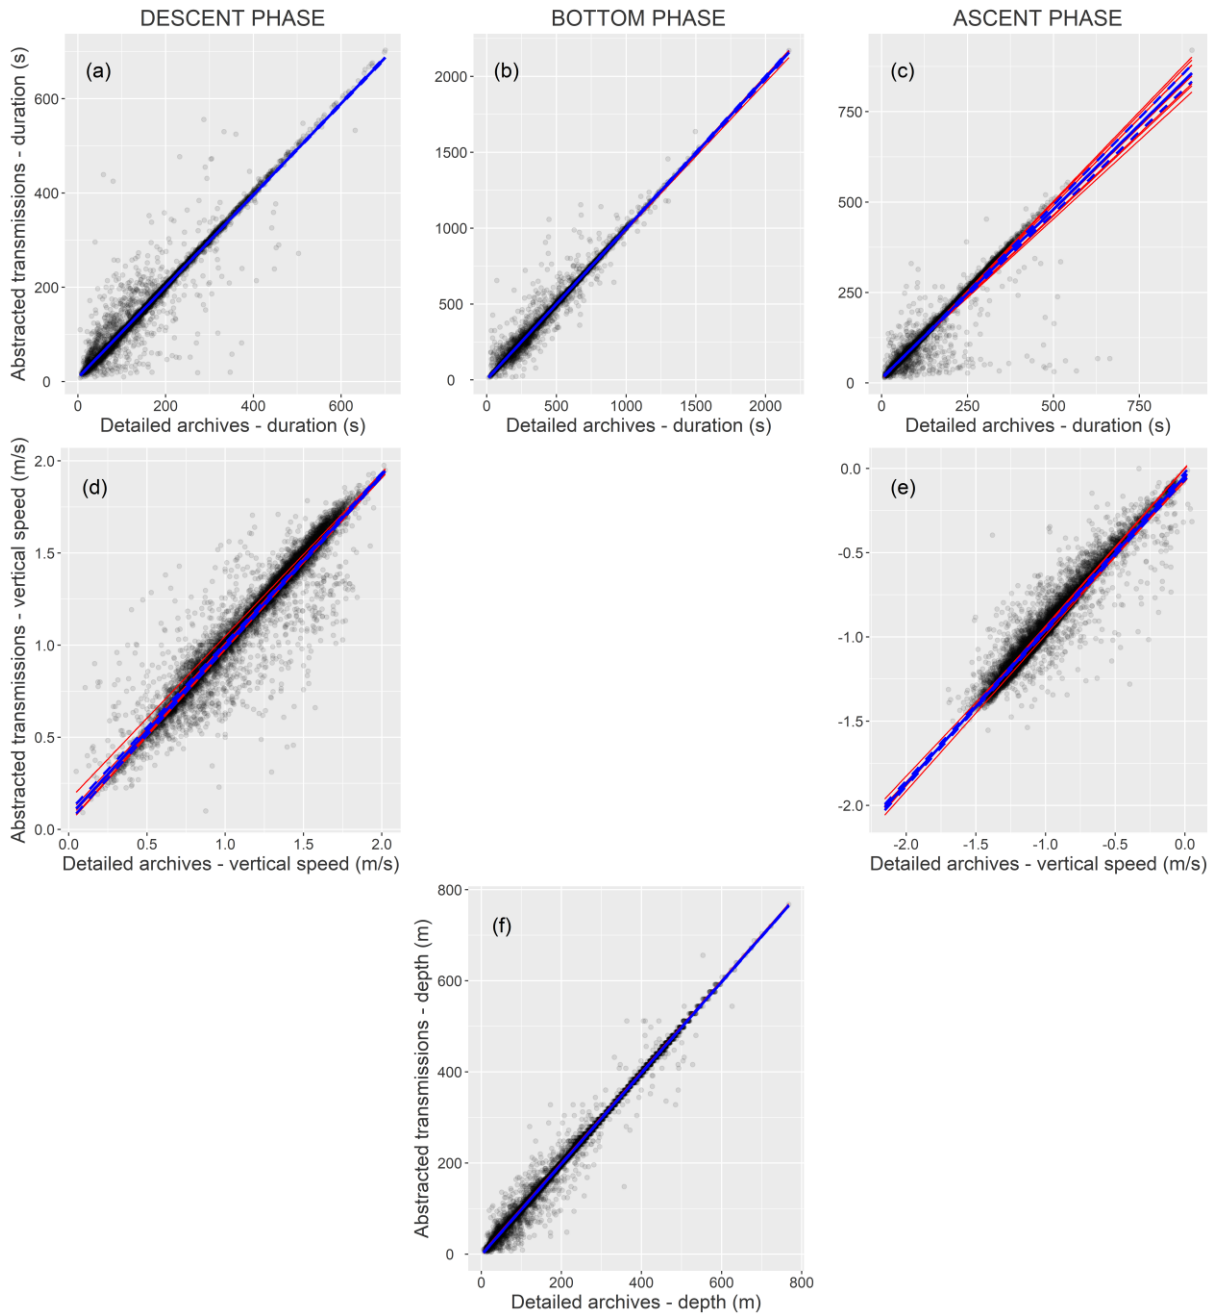 DESCENT PHASE
BOTTOM PHASE
ASCENT PHASE
Abstracted transmissions - duration (s)
(a)
600
400
200
0
0 200 400 600
Detailed archives - duration (s)
(b)
2000
1500
1000
500
0
0 500 1000 1500 2000
Detailed archives - duration (s)
(c)
750
500
250
0
0 250 500 750
Detailed archives - duration (s)
Abstracted transmissions - vertical speed (m/s)
(d)
2.0
1.5
1.0
0.5
0.0
0.0 0.5 1.0 1.5 2.0
Detailed archives - vertical speed (m/s)
(e)
0.0
-0.5
-1.0
-1.5
-2.0
-2.0 -1.5 -1.0 -0.5 0.0
Detailed archives - vertical speed (m/s)
Abstracted transmissions - depth (m)
(f)
800
600
400
200
0
0 200 400 600 800
Detailed archives - depth (m)